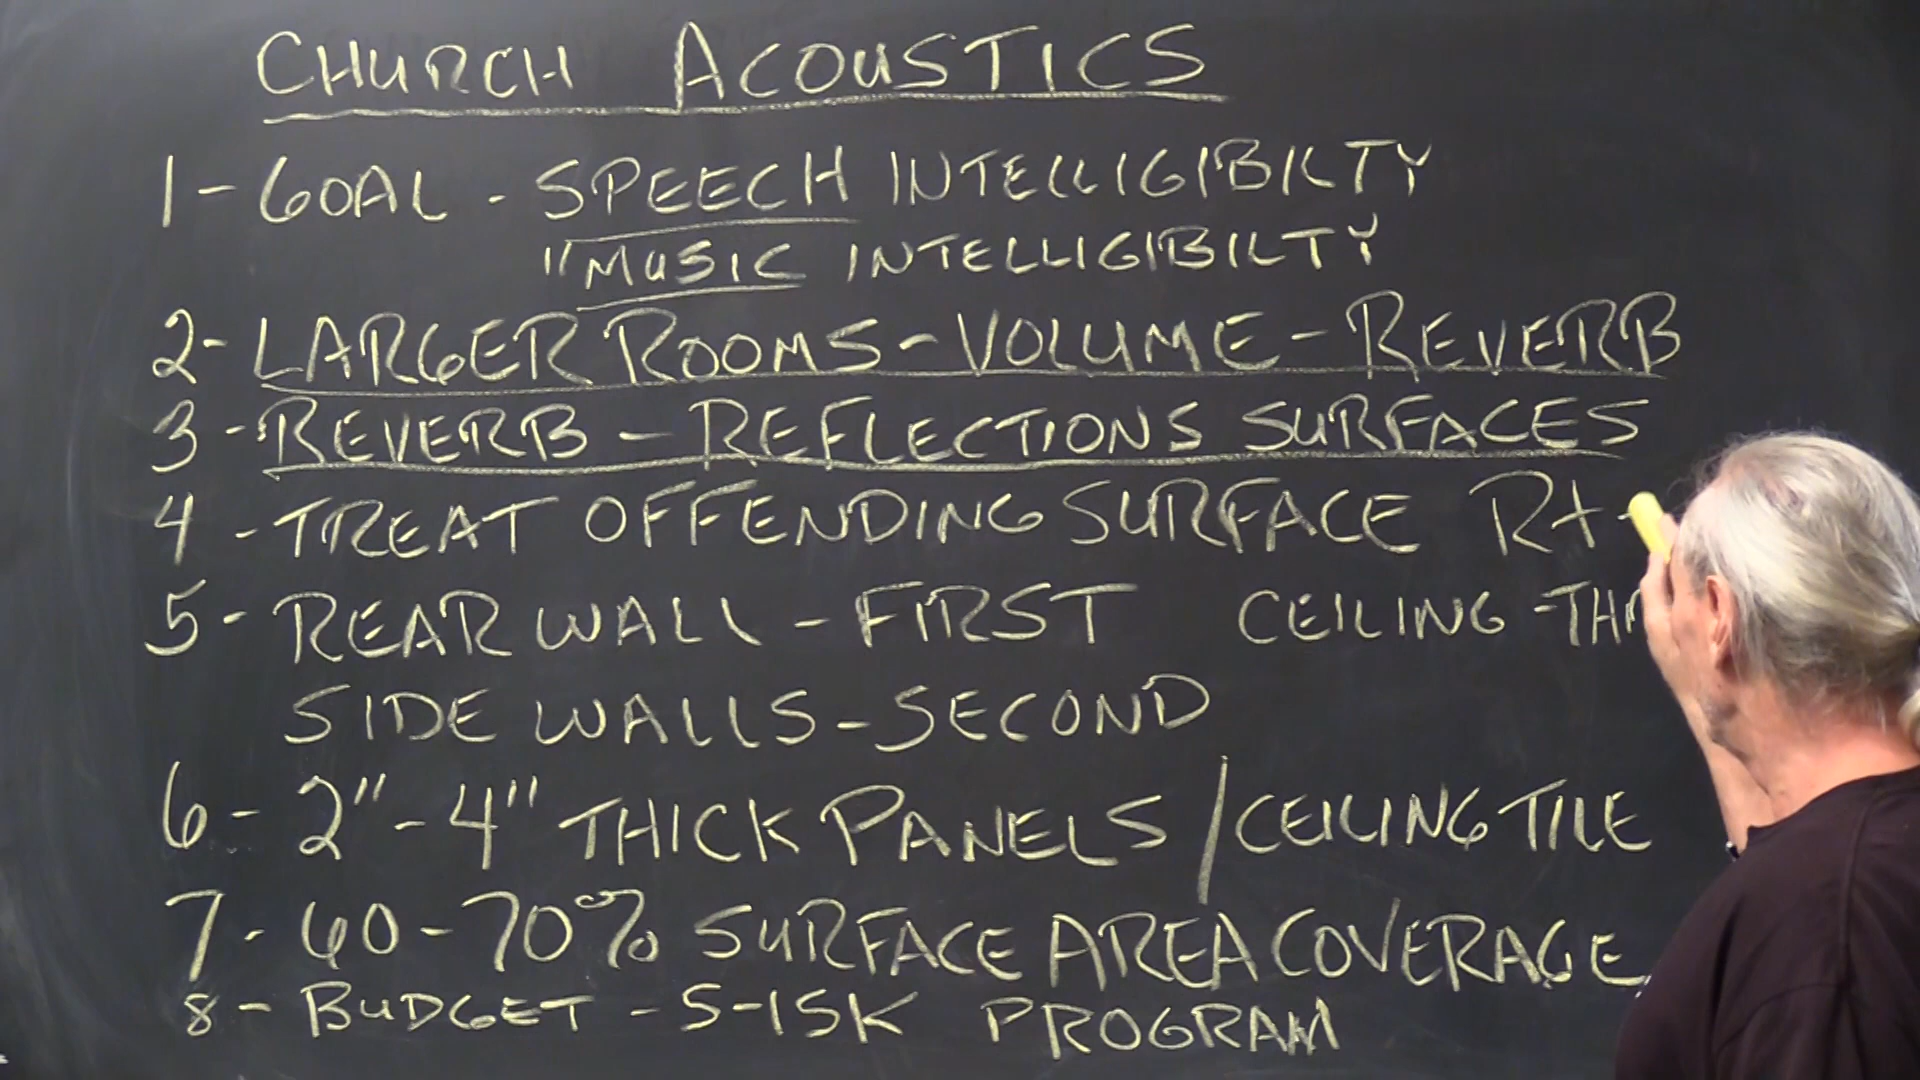 CHURCH ACOUSTICS
1 - GOAL - SPEECH INTELLIGIBILTY
" MUSIC INTELLIGIBILTY
2 - LARGER ROOMS - VOLUME - REVERB
3 - REVERB - REFLECTIONS SURFACES
4 - TREAT OFFENDING SURFACE Rt -
5 - REAR WALL - FIRST CEILING -
SIDE WALLS - SECOND
6 - 2" - 4" THICK PANELS / CEILING TILE
7 - 60 - 70% SURFACE AREA COVERAGE
8 - BUDGET - 5-15K PROGRAM